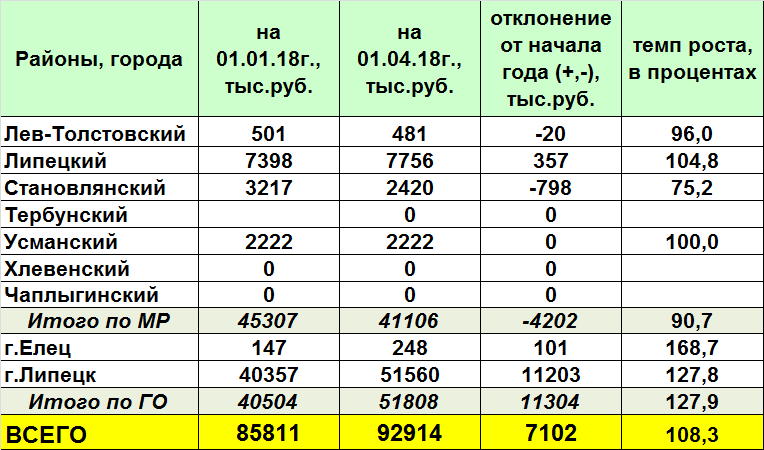 Районы, города | на 01.01.18г., тыс.руб. | на 01.04.18г., тыс.руб. | отклонение от начала года (+,-), тыс.руб. | темп роста, в процентах
Лев-Толстовский 501 481 -20 96,0
Липецкий 7398 7756 357 104,8
Становлянский 3217 2420 -798 75,2
Тербунский 0 0
Усманский 2222 2222 0 100,0
Хлевенский 0 0 0
Чаплыгинский 0 0 0
Итого по МР 45307 41106 -4202 90,7
г.Елец 147 248 101 168,7
г.Липецк 40357 51560 11203 127,8
Итого по ГО 40504 51808 11304 127,9
ВСЕГО 85811 92914 7102 108,3